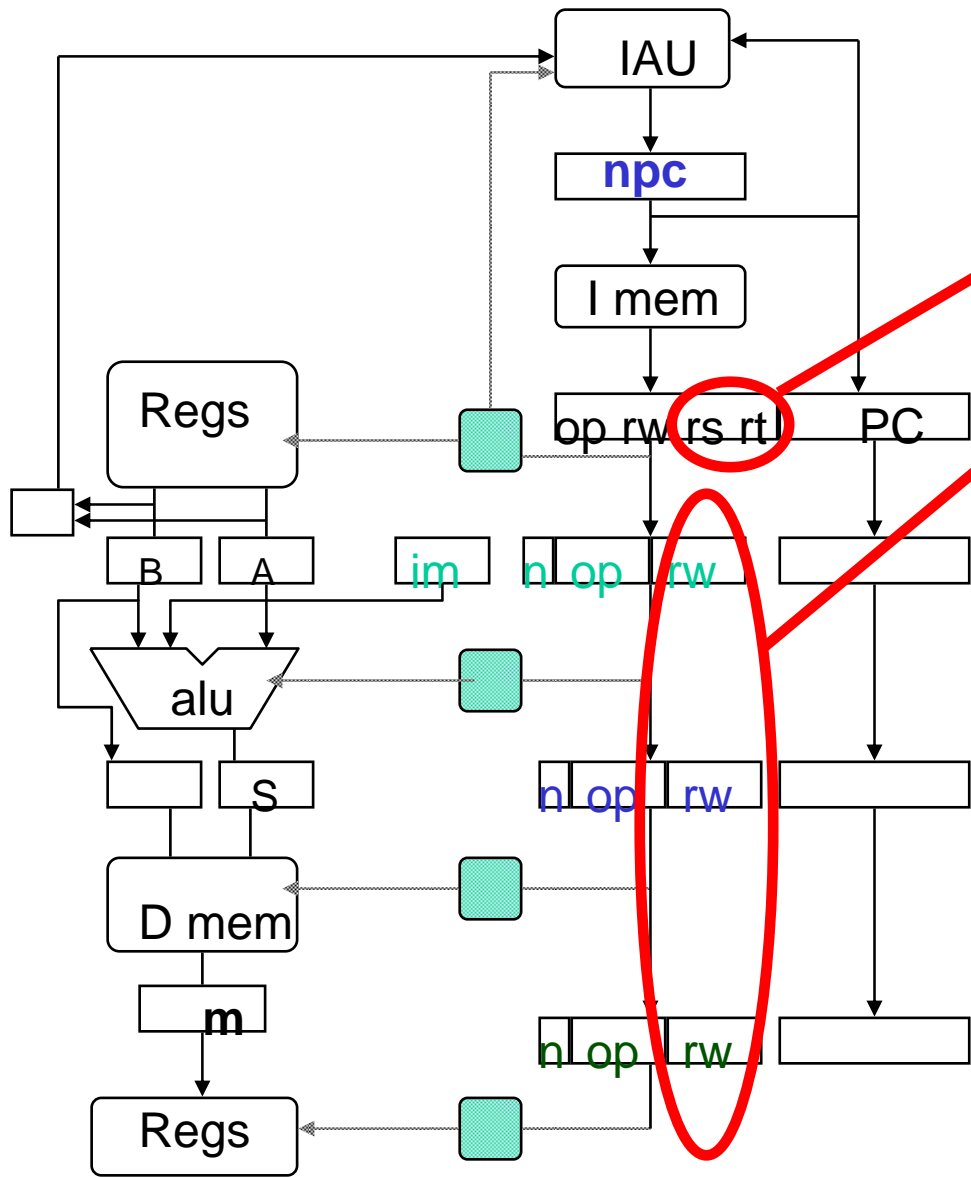 IAU
npc
I mem
Regs
op rw rs rt
PC
B
A
im
n op rw
alu
S
n op rw
D mem
m
n op rw
Regs